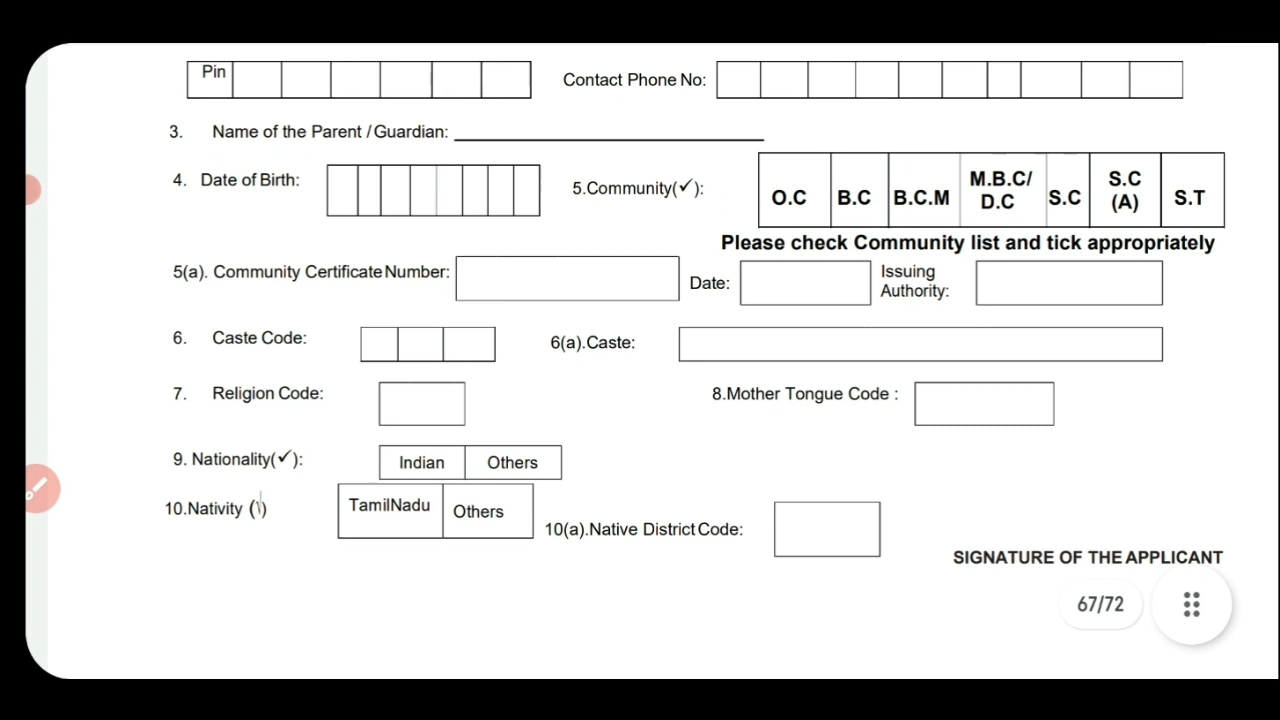 Pin
Contact Phone No:
3. Name of the Parent / Guardian:
4. Date of Birth:
5.Community(✓):
O.C B.C B.C.M M.B.C/ D.C S.C S.C (A) S.T
Please check Community list and tick appropriately
5(a). Community Certificate Number:
Date:
Issuing
Authority:
6. Caste Code:
6(a).Caste:
7. Religion Code:
8.Mother Tongue Code :
9. Nationality(✓):
Indian Others
10.Nativity (√)
TamilNadu Others
10(a).Native District Code:
SIGNATURE OF THE APPLICANT
67/72